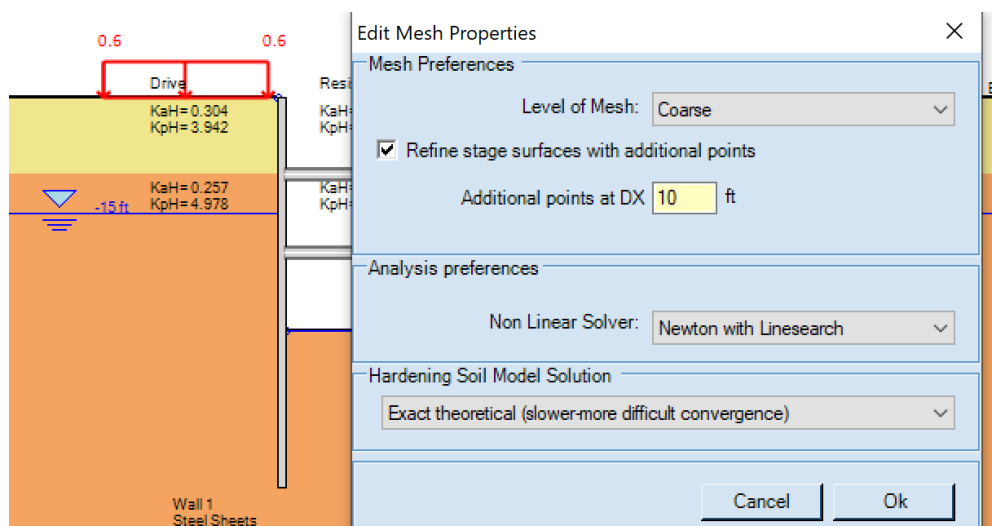 0.6
0.6
Drive
Resi
KaH=0.304
KpH=3.942
KaH=
KpH=
KaH=0.257
KpH=4.978
KaH=
KpH=
-15 ft
Wall 1
Steel Sheets
Edit Mesh Properties
Mesh Preferences
Level of Mesh: Coarse
Refine stage surfaces with additional points
Additional points at DX 10 ft
Analysis preferences
Non Linear Solver: Newton with Linesearch
Hardening Soil Model Solution
Exact theoretical (slower-more difficult convergence)
Cancel Ok